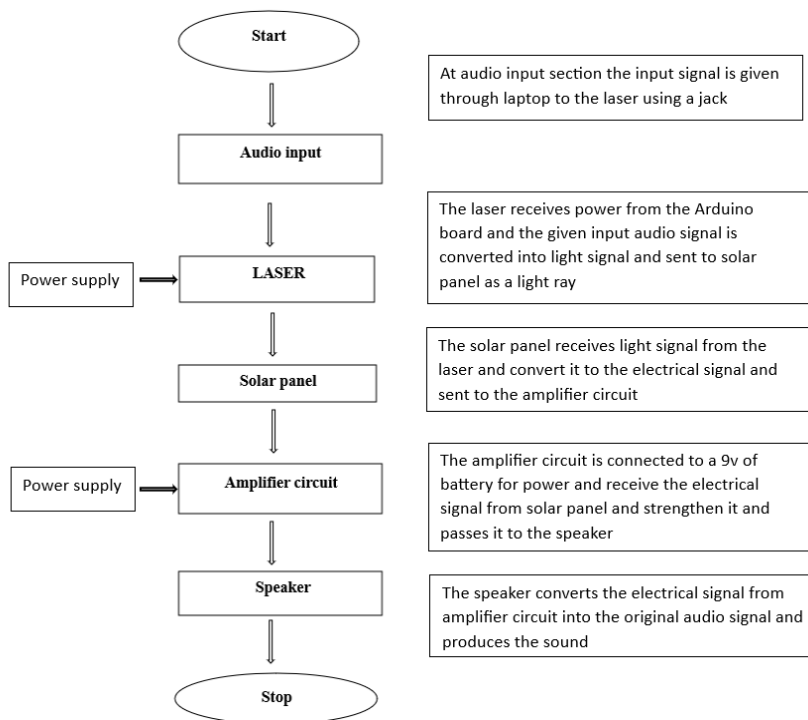 Start
At audio input section the input signal is given
through laptop to the laser using a jack
Audio input
The laser receives power from the Arduino
board and the given input audio signal is
converted into light signal and sent to solar
panel as a light ray
Power supply
LASER
The solar panel receives light signal from the
laser and convert it to the electrical signal and
sent to the amplifier circuit
Solar panel
The amplifier circuit is connected to a 9v of
battery for power and receive the electrical
signal from solar panel and strengthen it and
passes it to the speaker
Power supply
Amplifier circuit
Speaker
The speaker converts the electrical signal from
amplifier circuit into the original audio signal and
produces the sound
Stop